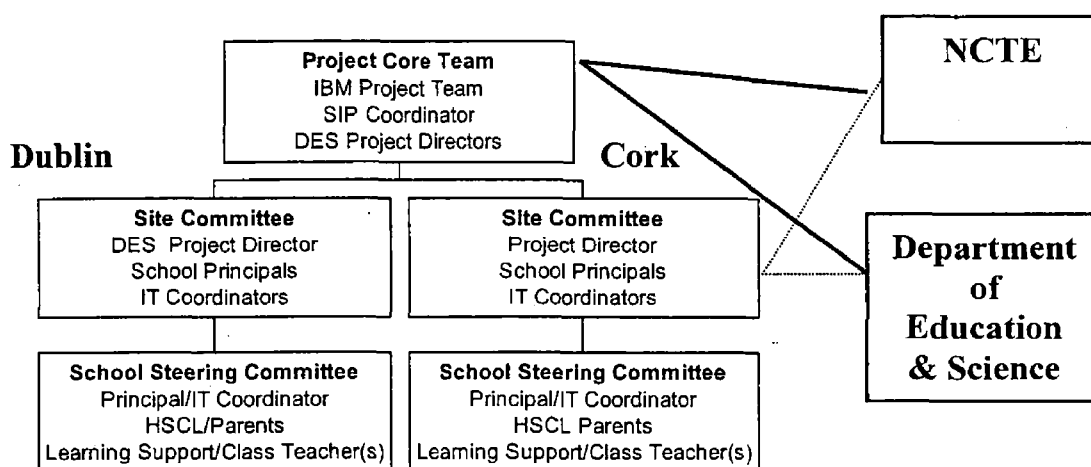 Project Core Team
IBM Project Team
SIP Coordinator
DES Project Directors
NCTE
Dublin
Cork
Site Committee
DES Project Director
School Principals
IT Coordinators
Site Committee
Project Director
School Principals
IT Coordinators
Department
of
Education
& Science
School Steering Committee
Principal/IT Coordinator
HSCL/Parents
Learning Support/Class Teacher(s)
School Steering Committee
Principal/IT Coordinator
HSCL Parents
Learning Support/Class Teacher(s)